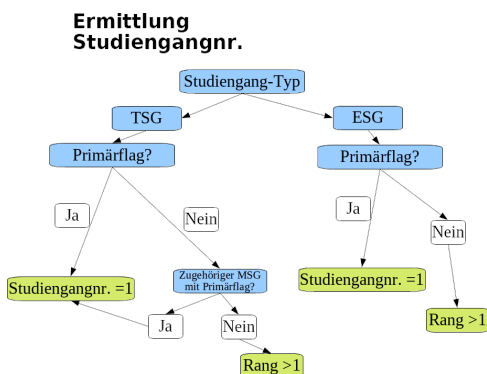 Ermittlung
Studiengangnr.
Studiengang-Typ
TSG
ESG
Primärflag?
Primärflag?
Ja
Nein
Ja
Nein
Zugehöriger MSG
mit Primärflag?
Studiengangnr. =1
Studiengangnr. =1
Ja
Nein
Rang >1
Rang >1